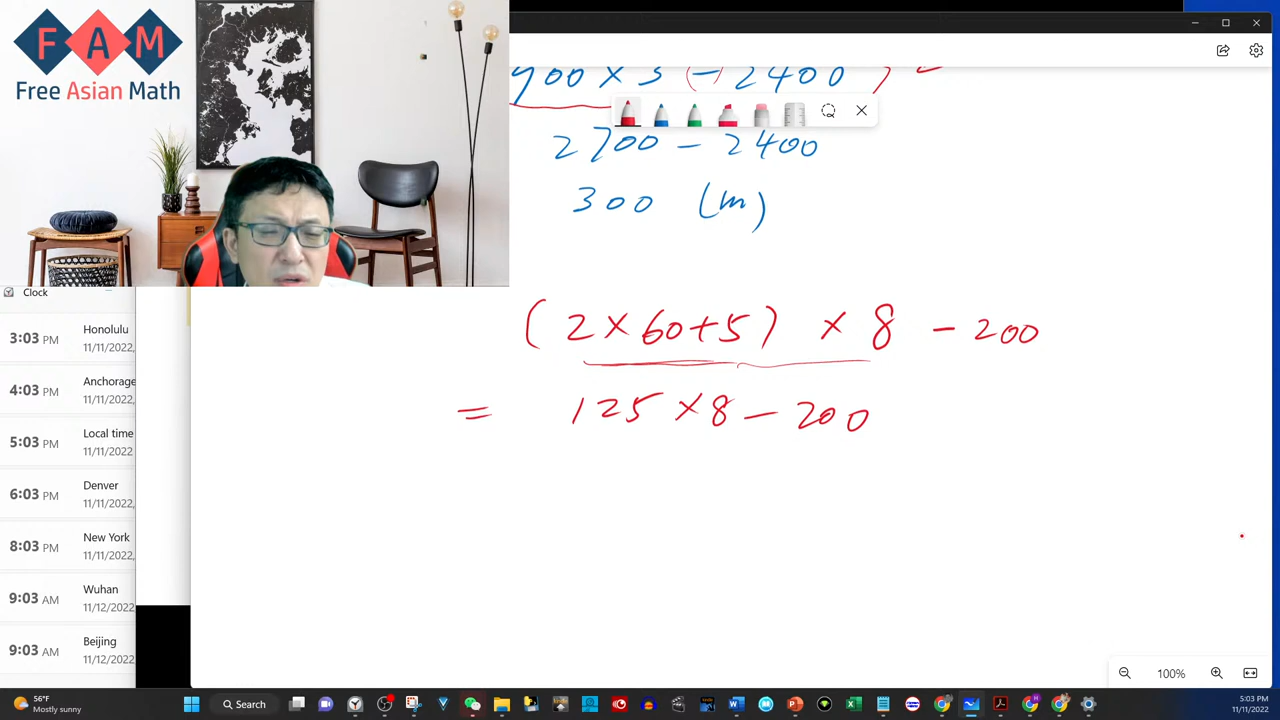 FAM
Free Asian Math
900 × 3 - 2400
2700 - 2400
300 (m)
(2×60+5) × 8 - 200
= 125 × 8 - 200
Clock
3:03 PM Honolulu
11/11/2022,
4:03 PM Anchorage
11/11/2022,
5:03 PM Local time
11/11/2022,
6:03 PM Denver
11/11/2022,
8:03 PM New York
11/11/2022,
9:03 AM Wuhan
11/12/2022
9:03 AM Beijing
11/12/2022
100%
56°F
Mostly sunny
Search
5:03 PM
11/11/2022